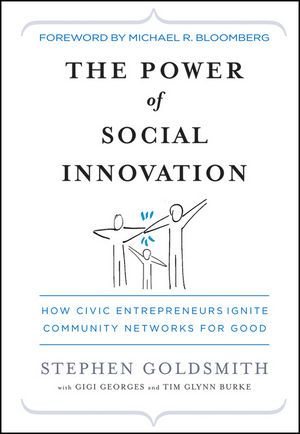 FOREWORD BY MICHAEL R. BLOOMBERG
THE POWER
of
SOCIAL
INNOVATION
HOW CIVIC ENTREPRENEURS IGNITE
COMMUNITY NETWORKS FOR GOOD
STEPHEN GOLDSMITH
with GIGI GEORGES and TIM GLYNN BURKE